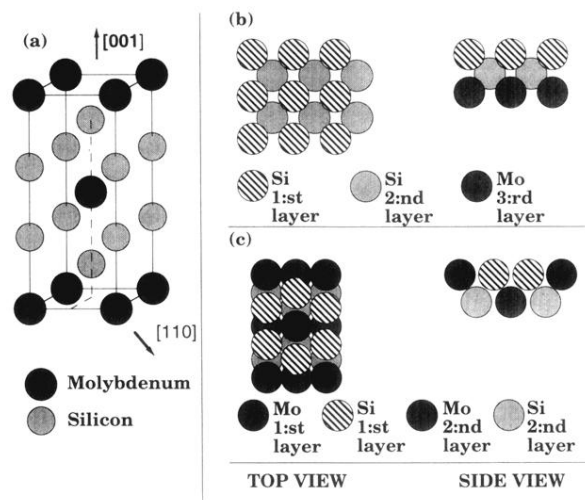 (a)
[001]
[110]
Molybdenum
Silicon
(b)
Si
1:st
layer
Si
2:nd
layer
Mo
3:rd
layer
(c)
Mo
1:st
layer
Si
1:st
layer
Mo
2:nd
layer
Si
2:nd
layer
TOP VIEW
SIDE VIEW